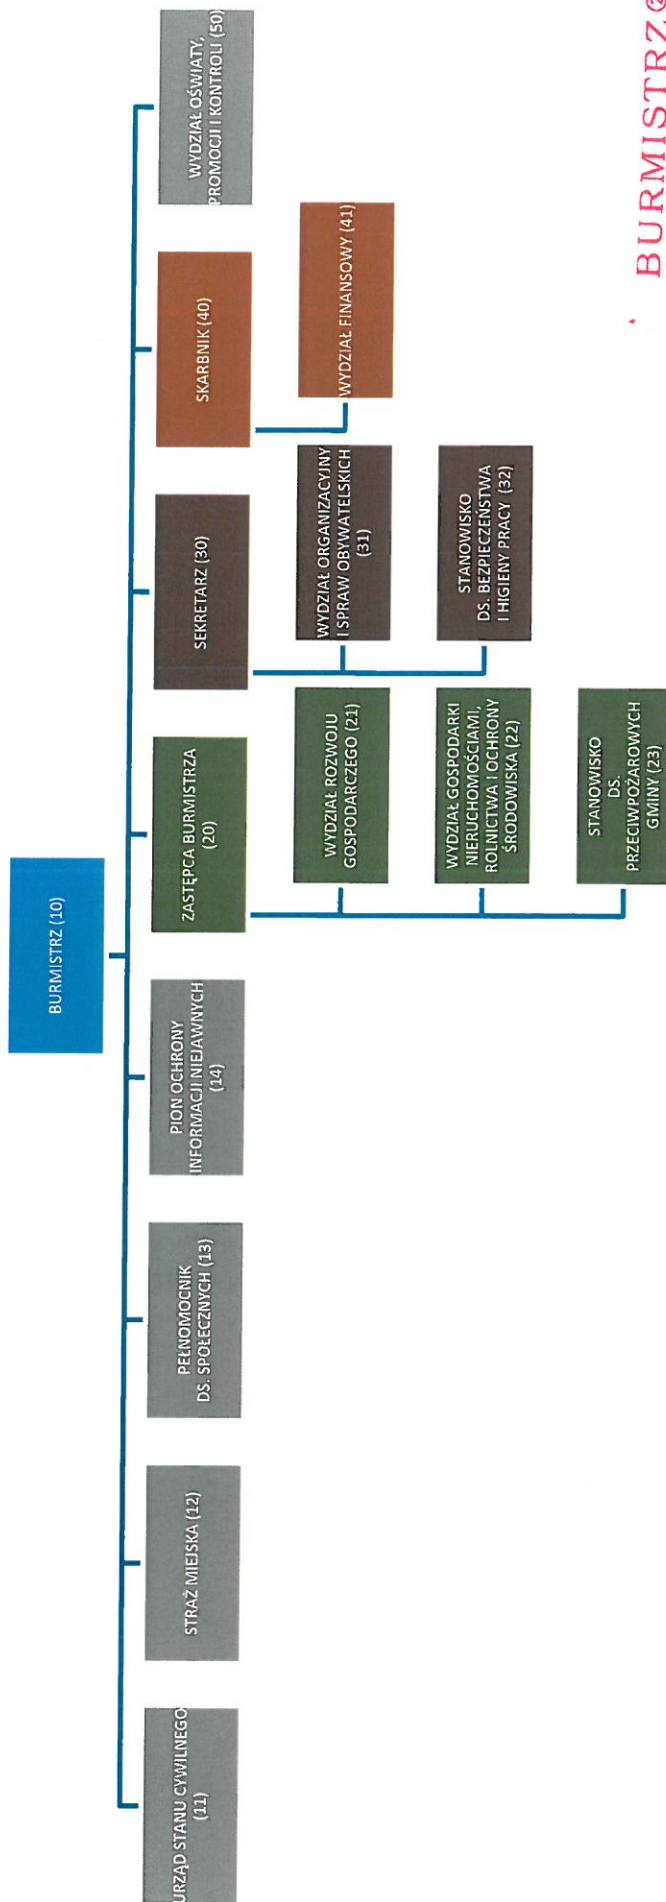 BURMISTRZ (10)
URZĄD STANU CYWILNEGO
(11)
STRAŻ MIEJSKA (12)
PEŁNOMOCNIK
DS. SPOŁECZNYCH (13)
PION OCHRONY
INFORMACJI NIEJAWNYCH
(14)
ZASTĘPCA BURMISTRZA
(20)
SEKRETARZ (30)
SKARBNIK (40)
WYDZIAŁ OŚWIATY,
PROMOCJI I KONTROLI (50)
WYDZIAŁ ROZWOJU
GOSPODARCZEGO (21)
WYDZIAŁ GOSPODARKI
NIERUCHOMOŚCIAMI,
ROLNICTWA I OCHRONY
ŚRODOWISKA (22)
STANOWISKO
DS.
PRZECIWPOŻAROWYCH
GMINY (23)
WYDZIAŁ ORGANIZACYJNY
I SPRAW OBYWATELSKICH
(31)
STANOWISKO
DS. BEZPIECZEŃSTWA
I HIGIENY PRACY (32)
WYDZIAŁ FINANSOWY (41)
BURMISTRZ